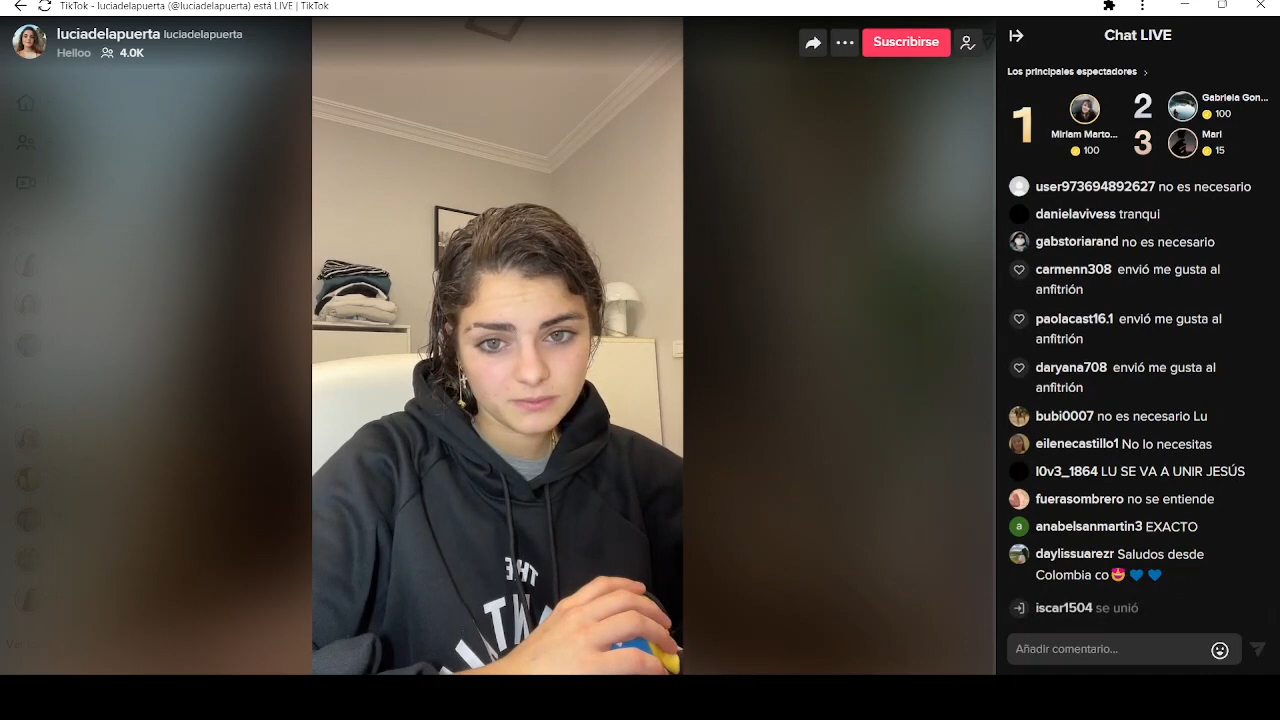 TikTok - luciadelapuerta (@luciadelapuerta) está LIVE | TikTok
luciadelapuerta luciadelapuerta
Helloo 4.0K
Suscribirse
Chat LIVE
Los principales espectadores
1
Miriam Marto...
100
2
Gabriela Gon...
100
3
Mari
15
user973694892627 no es necesario
danielavivess tranqui
gabstoriarand no es necesario
carmenn308 envió me gusta al
anfitrión
paolacast16.1 envió me gusta al
anfitrión
daryana708 envió me gusta al
anfitrión
bubi0007 no es necesario Lu
eilenecastillo1 No lo necesitas
l0v3_1864 LU SE VA A UNIR JESÚS
fuerasombrero no se entiende
a
anabelsanmartin3 EXACTO
daylissuarezr Saludos desde
Colombia co😍💙💙
iscar1504 se unió
Añadir comentario...
THE